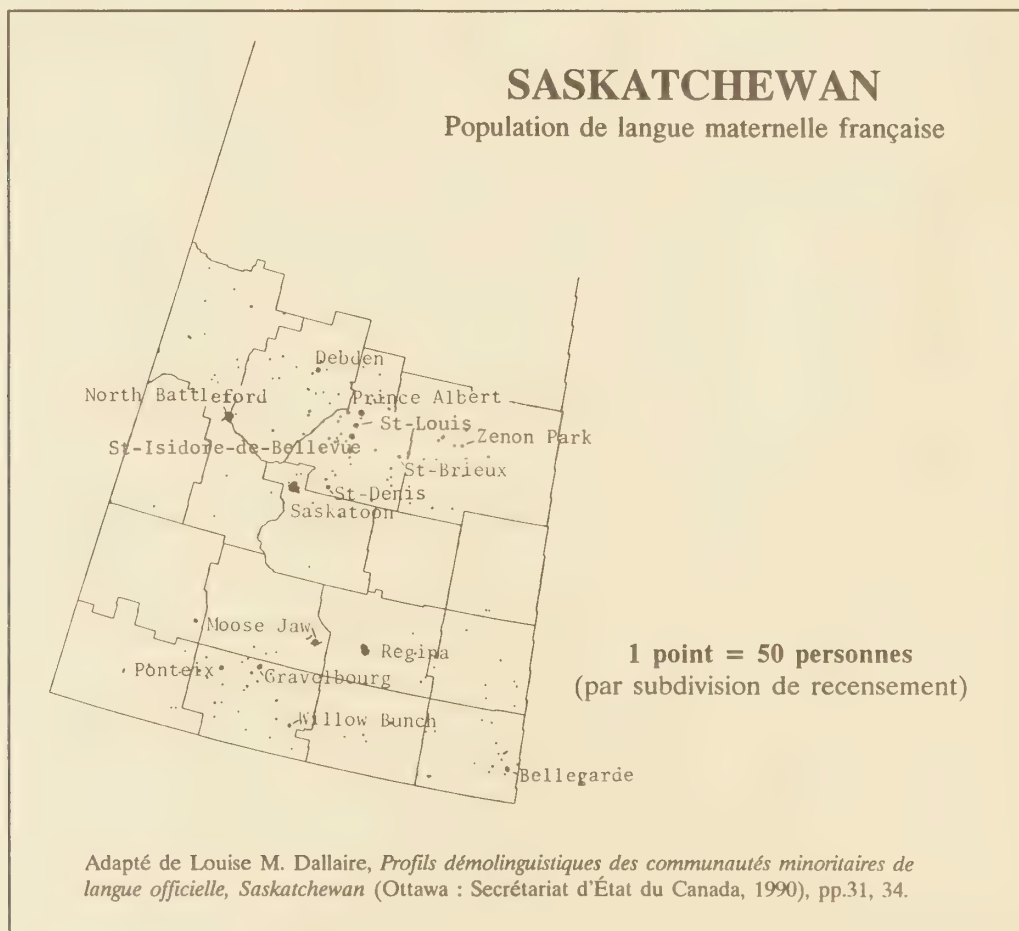 SASKATCHEWAN
Population de langue maternelle française
Debden
North Battleford
Prince Albert
St-Louis
Zenon Park
St-Isidore-de-Bellevue
St-Brieux
St-Denis
Saskatoon
Moose Jaw
Regina
1 point = 50 personnes
(par subdivision de recensement)
Ponteix
Gravelbourg
Willow Bunch
Bellegarde
Adapté de Louise M. Dallaire, Profils démolinguistiques des communautés minoritaires de
langue officielle, Saskatchewan (Ottawa : Secrétariat d'État du Canada, 1990), pp.31, 34.